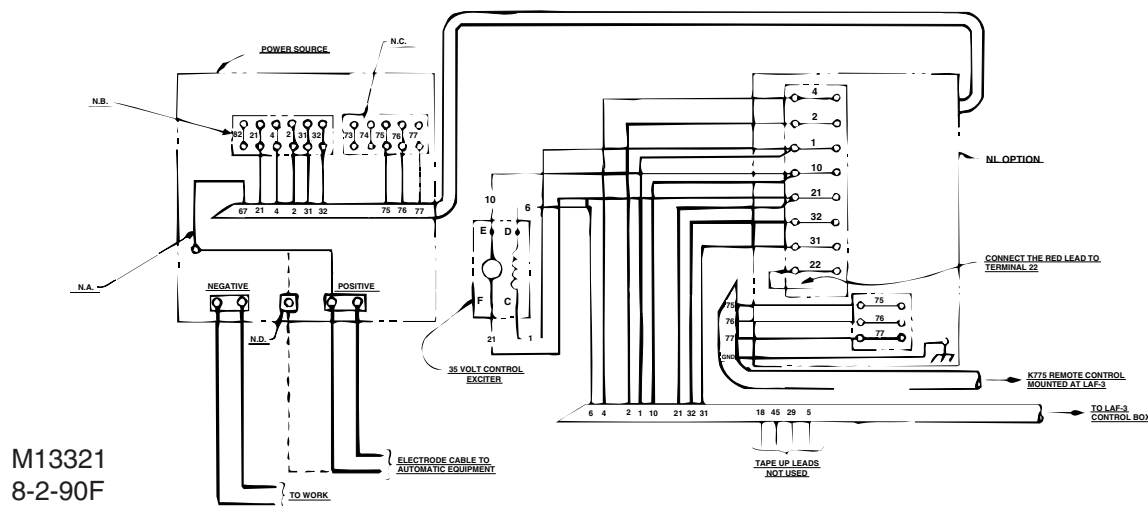 POWER SOURCE
N.C.
N.B.
82 21 4 2 31 32
73 74 75 76 77
67 21 4 2 31 32 75 76 77
N.A.
NEGATIVE
POSITIVE
N.D.
10 6
E D
F C
21 1
35 VOLT CONTROL
EXCITER
4
2
1
10
21
32
31
22
NL OPTION
CONNECT THE RED LEAD TO
TERMINAL 22
75
76
77
75
76
77
GND
K775 REMOTE CONTROL
MOUNTED AT LAF-3
6 4 2 1 10 21 32 31
18 45 29 5
TO LAF-3
CONTROL BOX
TAPE UP LEADS
NOT USED
ELECTRODE CABLE TO
AUTOMATIC EQUIPMENT
TO WORK
M13321
8-2-90F